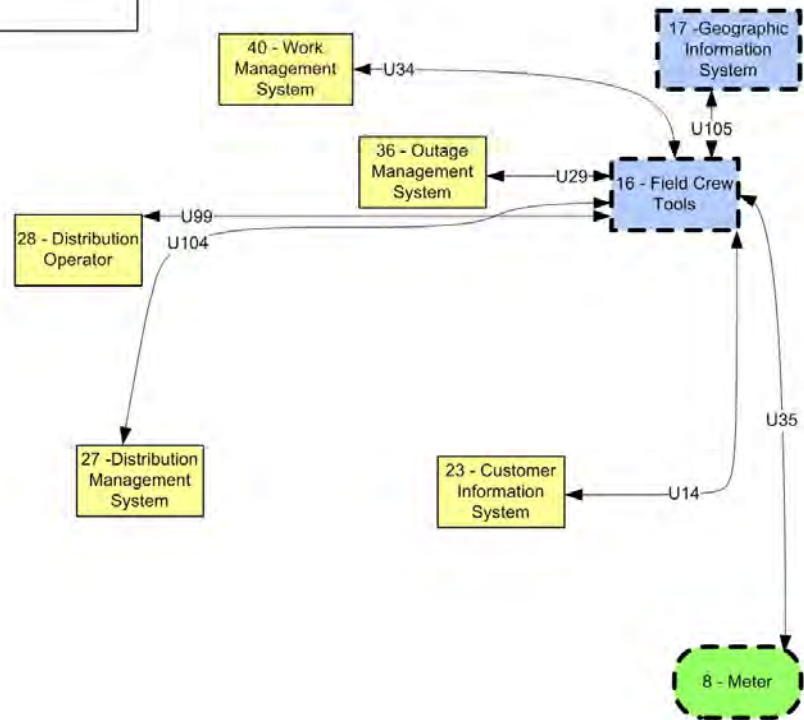 17 -Geographic
Information
System
40 - Work
Management
System
U34
U105
36 - Outage
Management
System
U29
16 - Field Crew
Tools
U99
28 - Distribution
Operator
U104
U35
27 -Distribution
Management
System
23 - Customer
Information
System
U14
8 - Meter